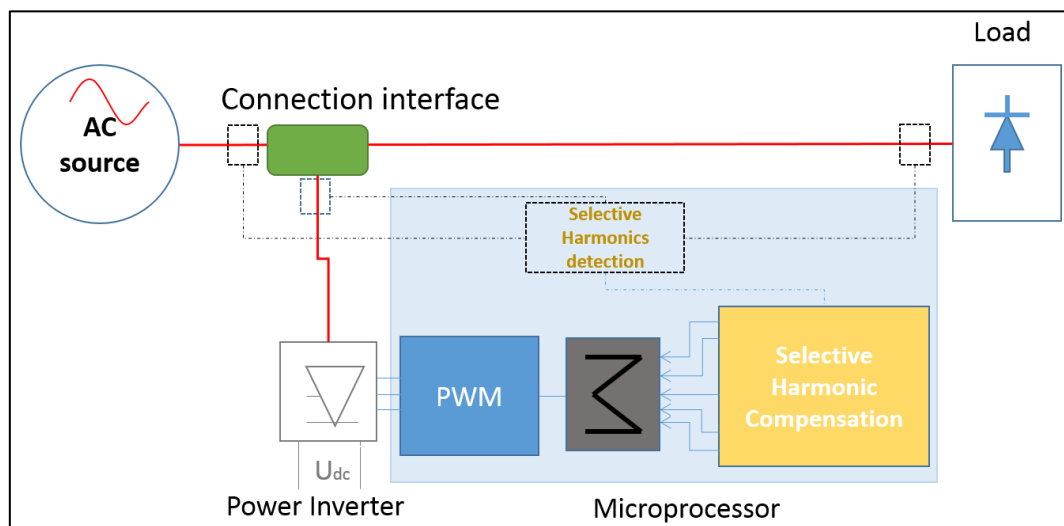 Load
AC
source
Connection interface
Selective
Harmonics
detection
PWM
Selective
Harmonic
Compensation
Udc
Power Inverter
Microprocessor